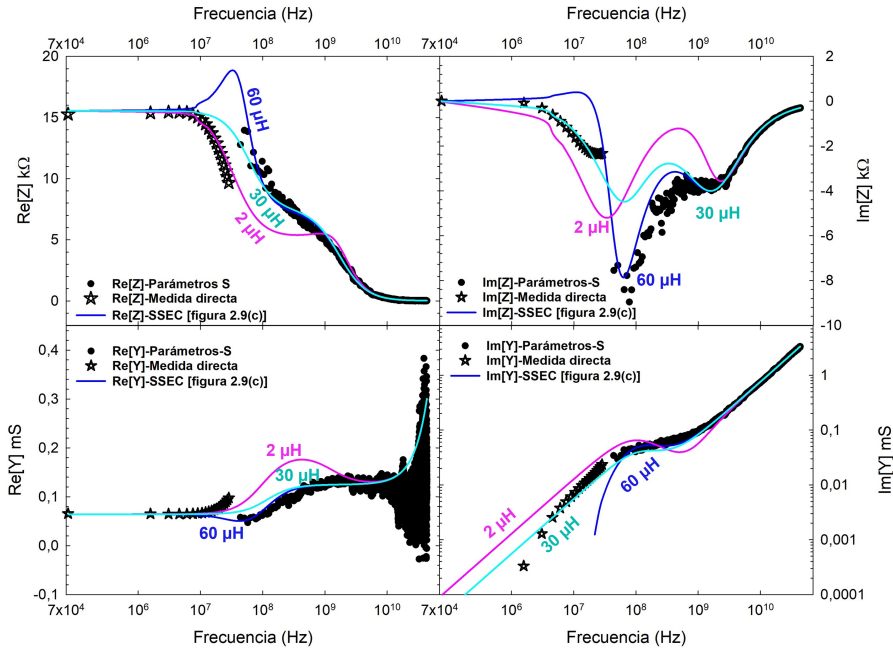 Frecuencia (Hz) Frecuencia (Hz)
7x10⁴ 10⁶ 10⁷ 10⁸ 10⁹ 10¹⁰ 7x10⁴ 10⁶ 10⁷ 10⁸ 10⁹ 10¹⁰
20
15
10
5
0
Re[Z] kΩ
60 µH
30 µH
2 µH
Re[Z]-Parámetros S
Re[Z]-Medida directa
Re[Z]-SSEC [figura 2.9(c)]
2
0
-2
-4
-6
-8
-10
Im[Z] kΩ
2 µH
30 µH
60 µH
Im[Z]-Parámetros S
Im[Z]-Medida directa
Im[Z]-SSEC [figura 2.9(c)]
0,4
0,3
0,2
0,1
0,0
-0,1
Re[Y] mS
Re[Y]-Parámetros-S
Re[Y]-Medida directa
Re[Y]-SSEC [figura 2.9(c)]
2 µH
30 µH
60 µH
Im[Y]-Parámetros-S
Im[Y]-Medida directa
Im[Y]-SSEC [figura 2.9(c)]
60 µH
2 µH
30 µH
1
0,1
0,01
0,001
0,0001
Im[Y] mS
7x10⁴ 10⁶ 10⁷ 10⁸ 10⁹ 10¹⁰ 7x10⁴ 10⁶ 10⁷ 10⁸ 10⁹ 10¹⁰
Frecuencia (Hz) Frecuencia (Hz)